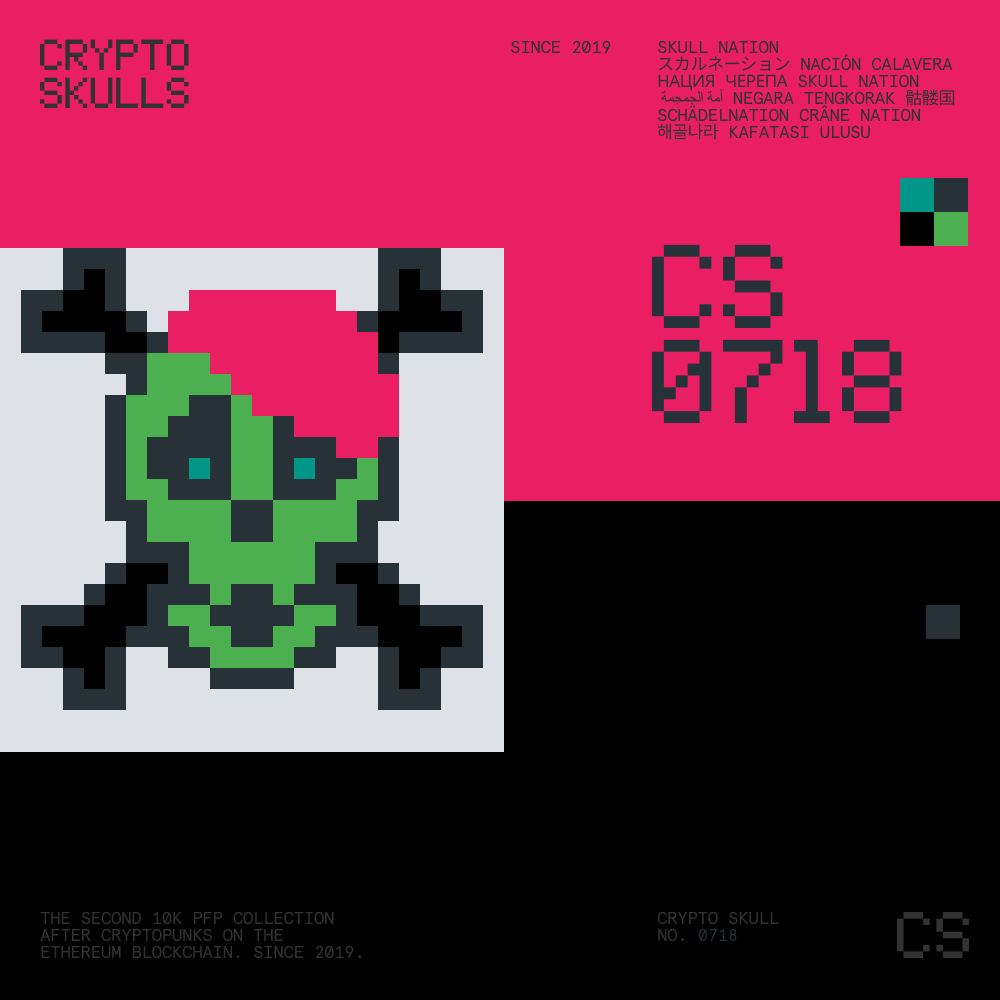 CRYPTO
SKULLS
SINCE 2019
SKULL NATION
スカルネーション NACIÓN CALAVERA
НАЦИЯ ЧЕРЕПА SKULL NATION
أمة الجمجمة NEGARA TENGKORAK 骷髅国
SCHÄDELNATION CRÂNE NATION
해골나라 KAFATASI ULUSU
CS
0718
THE SECOND 10K PFP COLLECTION
AFTER CRYPTOPUNKS ON THE
ETHEREUM BLOCKCHAIN. SINCE 2019.
CRYPTO SKULL
NO. 0718
CS